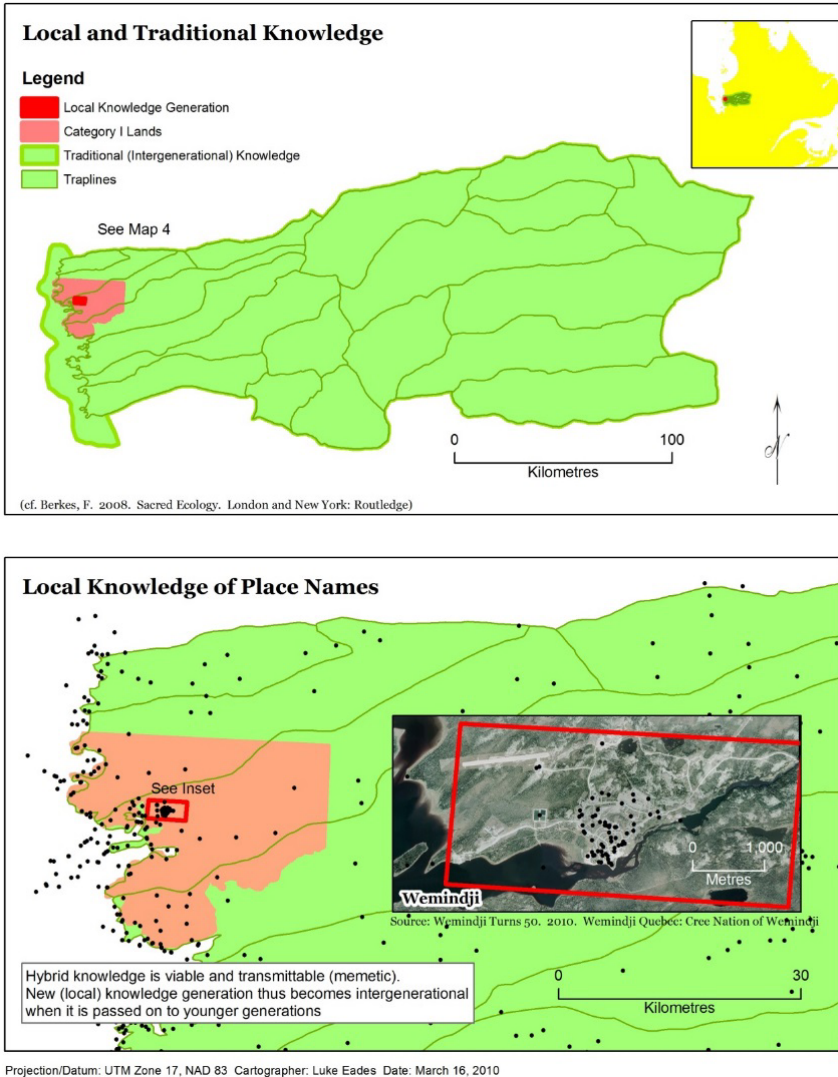 Local and Traditional Knowledge
Legend
Local Knowledge Generation
Category I Lands
Traditional (Intergenerational) Knowledge
Traplines
See Map 4
0 100
Kilometres
N
(cf. Berkes, F. 2008. Sacred Ecology. London and New York: Routledge)
Local Knowledge of Place Names
See Inset
0 1,000
Metres
Wemindji
Source: Wemindji Turns 50. 2010. Wemindji Quebec: Cree Nation of Wemindji
Hybrid knowledge is viable and transmittable (memetic).
New (local) knowledge generation thus becomes intergenerational
when it is passed on to younger generations
0 30
Kilometres
Projection/Datum: UTM Zone 17, NAD 83 Cartographer: Luke Eades Date: March 16, 2010